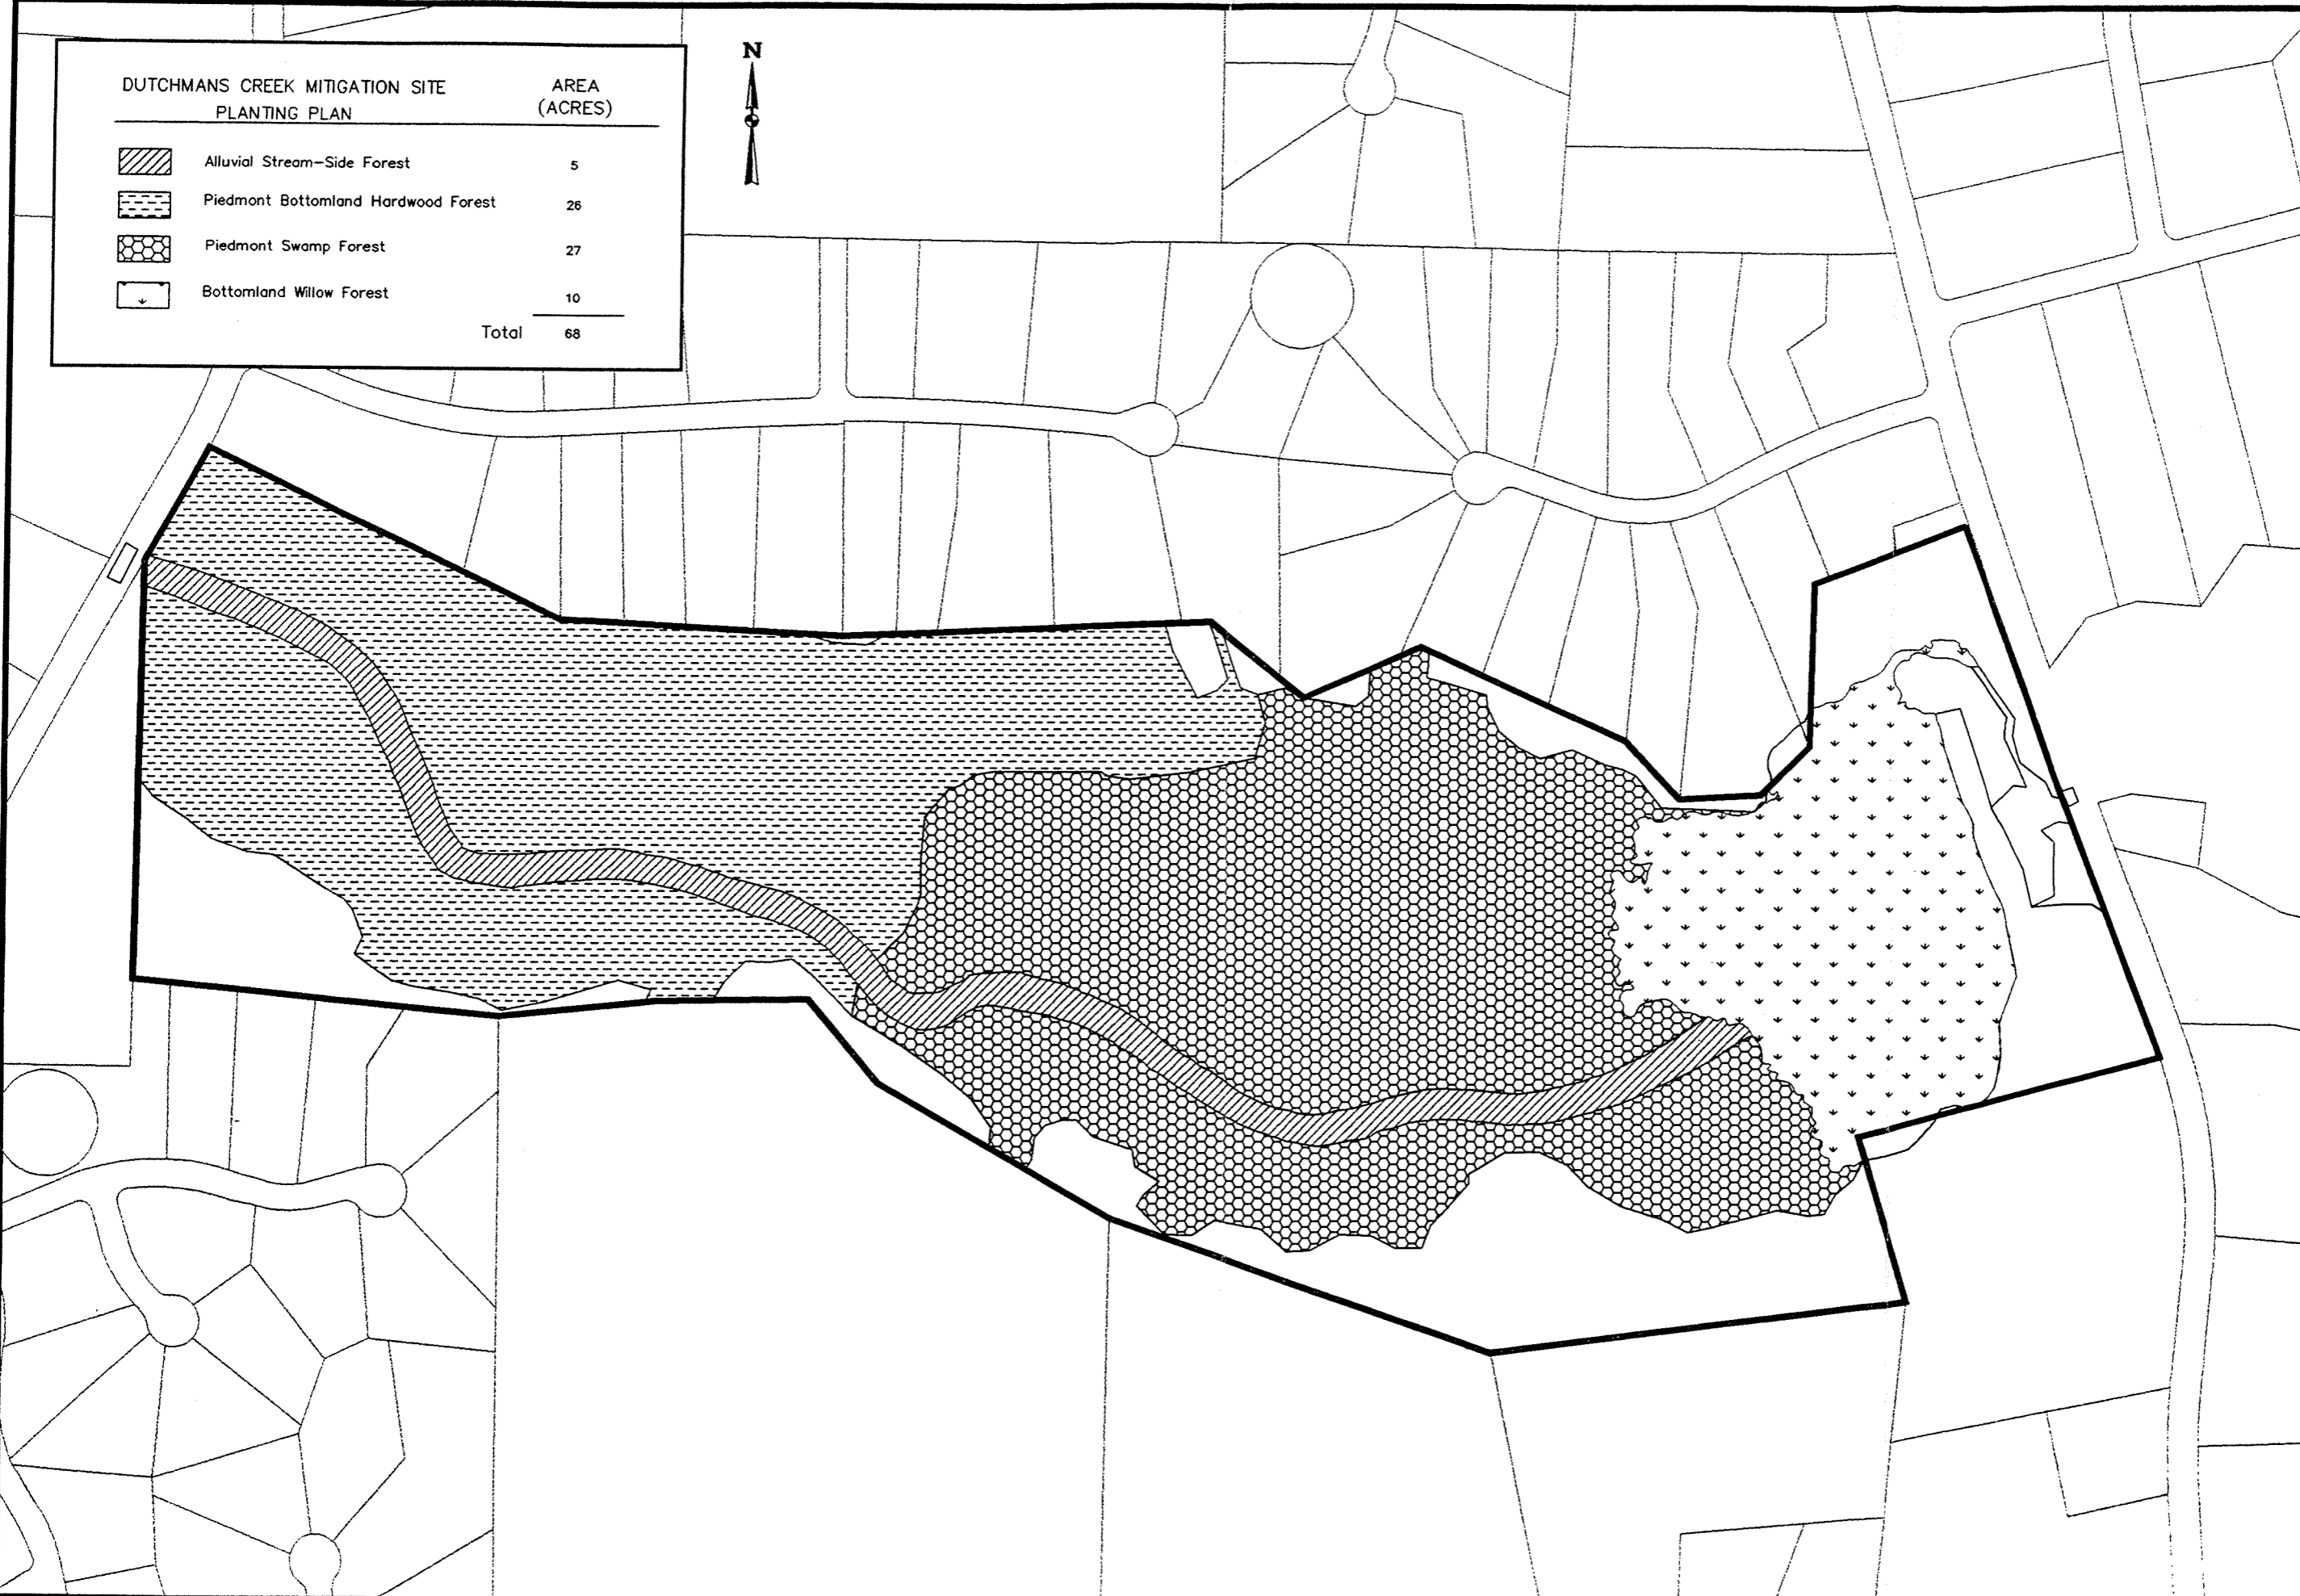 DUTCHMANS CREEK MITIGATION SITE AREA
PLANTING PLAN (ACRES)
Alluvial Stream-Side Forest 5
Piedmont Bottomland Hardwood Forest 26
Piedmont Swamp Forest 27
Bottomland Willow Forest 10
Total 68
N